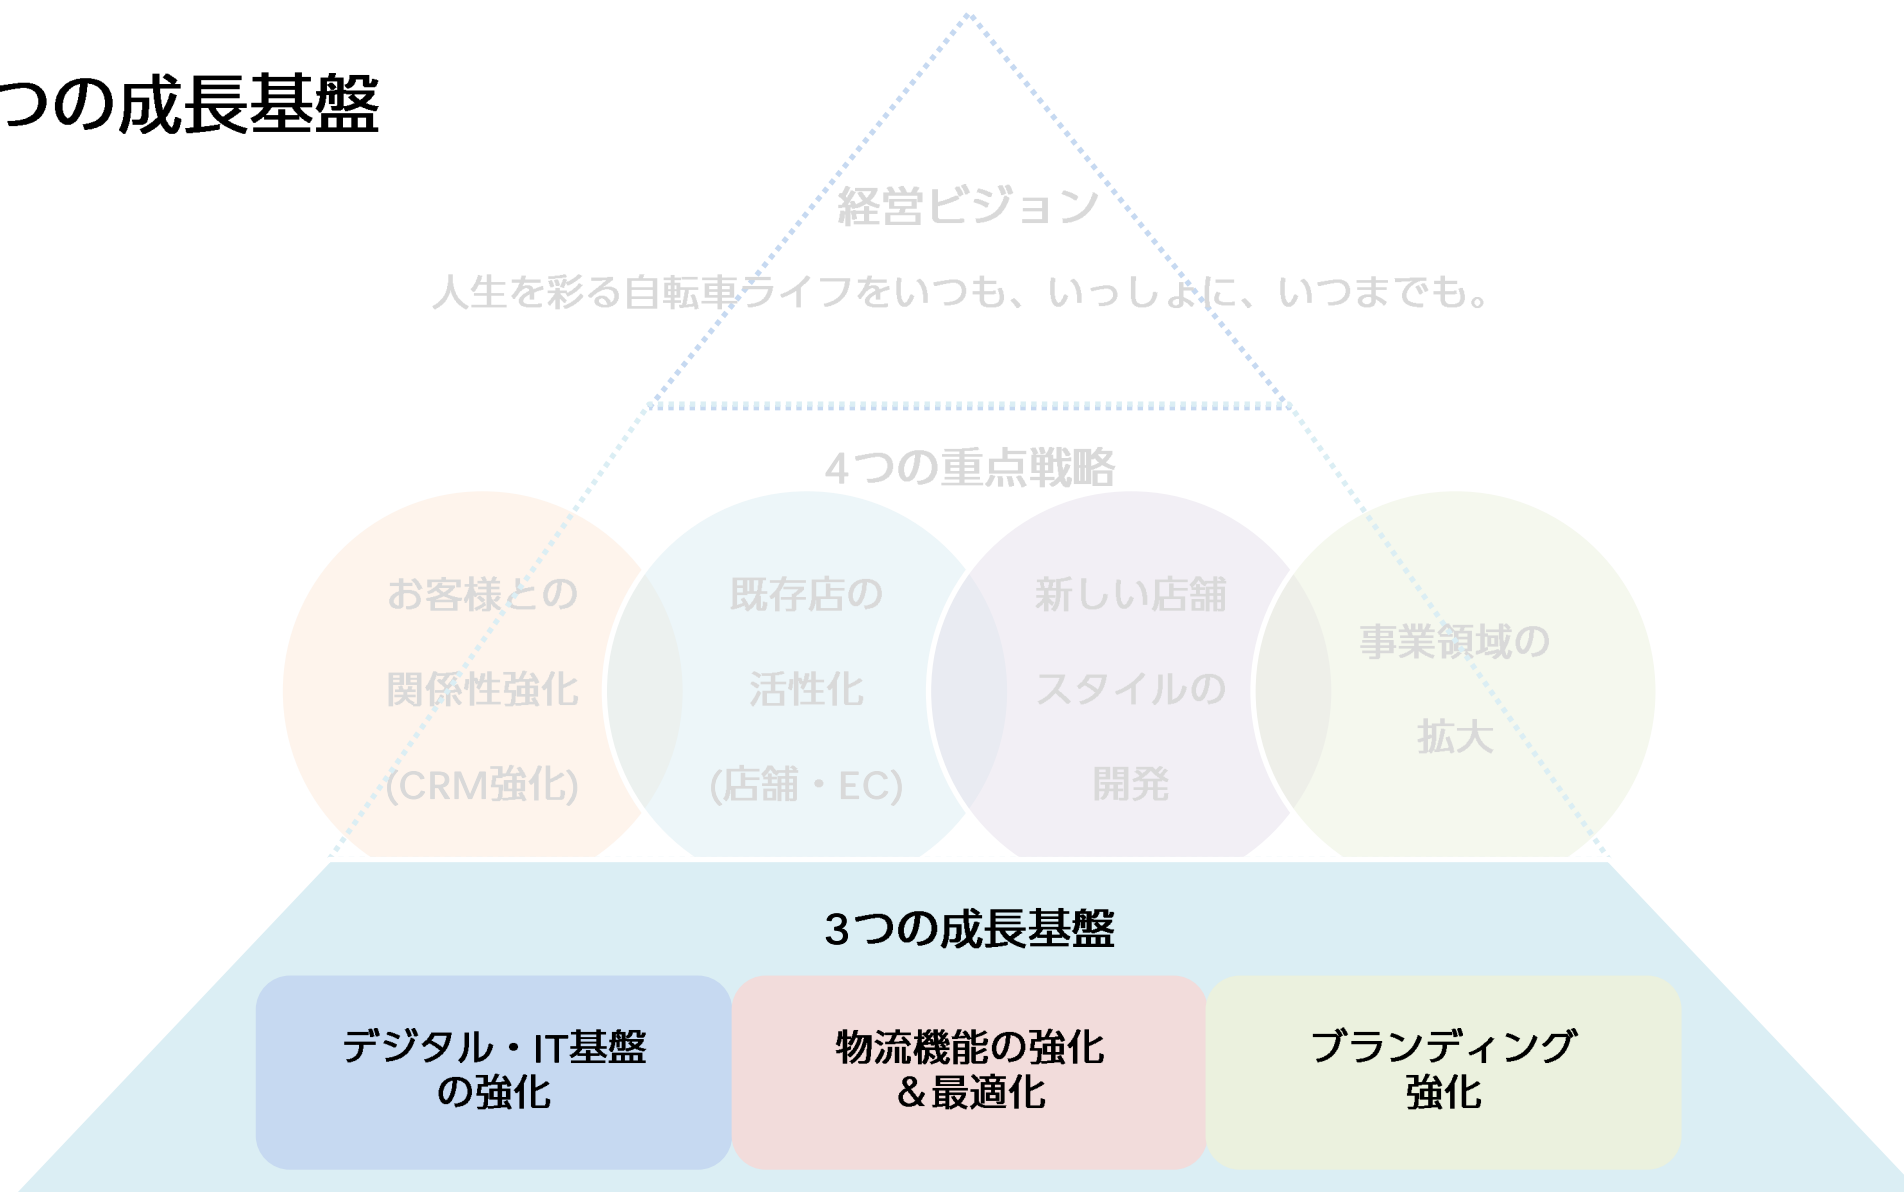 つの成長基盤
経営ビジョン
人生を彩る自転車ライフをいつも、いっしょに、いつまでも。
4つの重点戦略
お客様との
関係性強化
(CRM強化)
既存店の
活性化
(店舗・EC)
新しい店舗
スタイルの
開発
事業領域の
拡大
3つの成長基盤
デジタル・IT基盤
の強化
物流機能の強化
＆最適化
ブランディング
強化